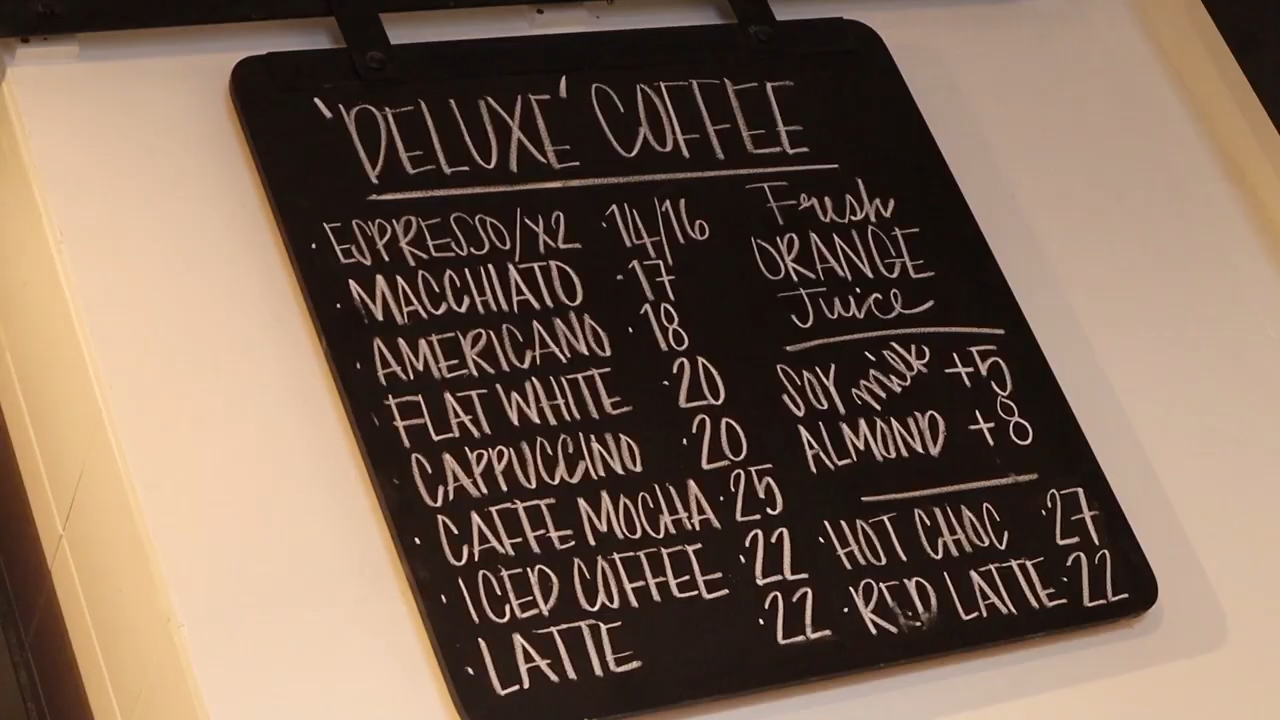 'DELUXE' COFFEE
· ESPRESSO/X2 ·14/16
· MACCHIATO ·17
· AMERICANO ·18
· FLAT WHITE ·20
CAPPUCCINO ·20
· CAFFE MOCHA ·25
· ICED COFFEE ·22
· LATTE ·22
Fresh
ORANGE
Juice
SOY milk +5
ALMOND +8
·HOT CHOC ·27
·RED LATTE ·22